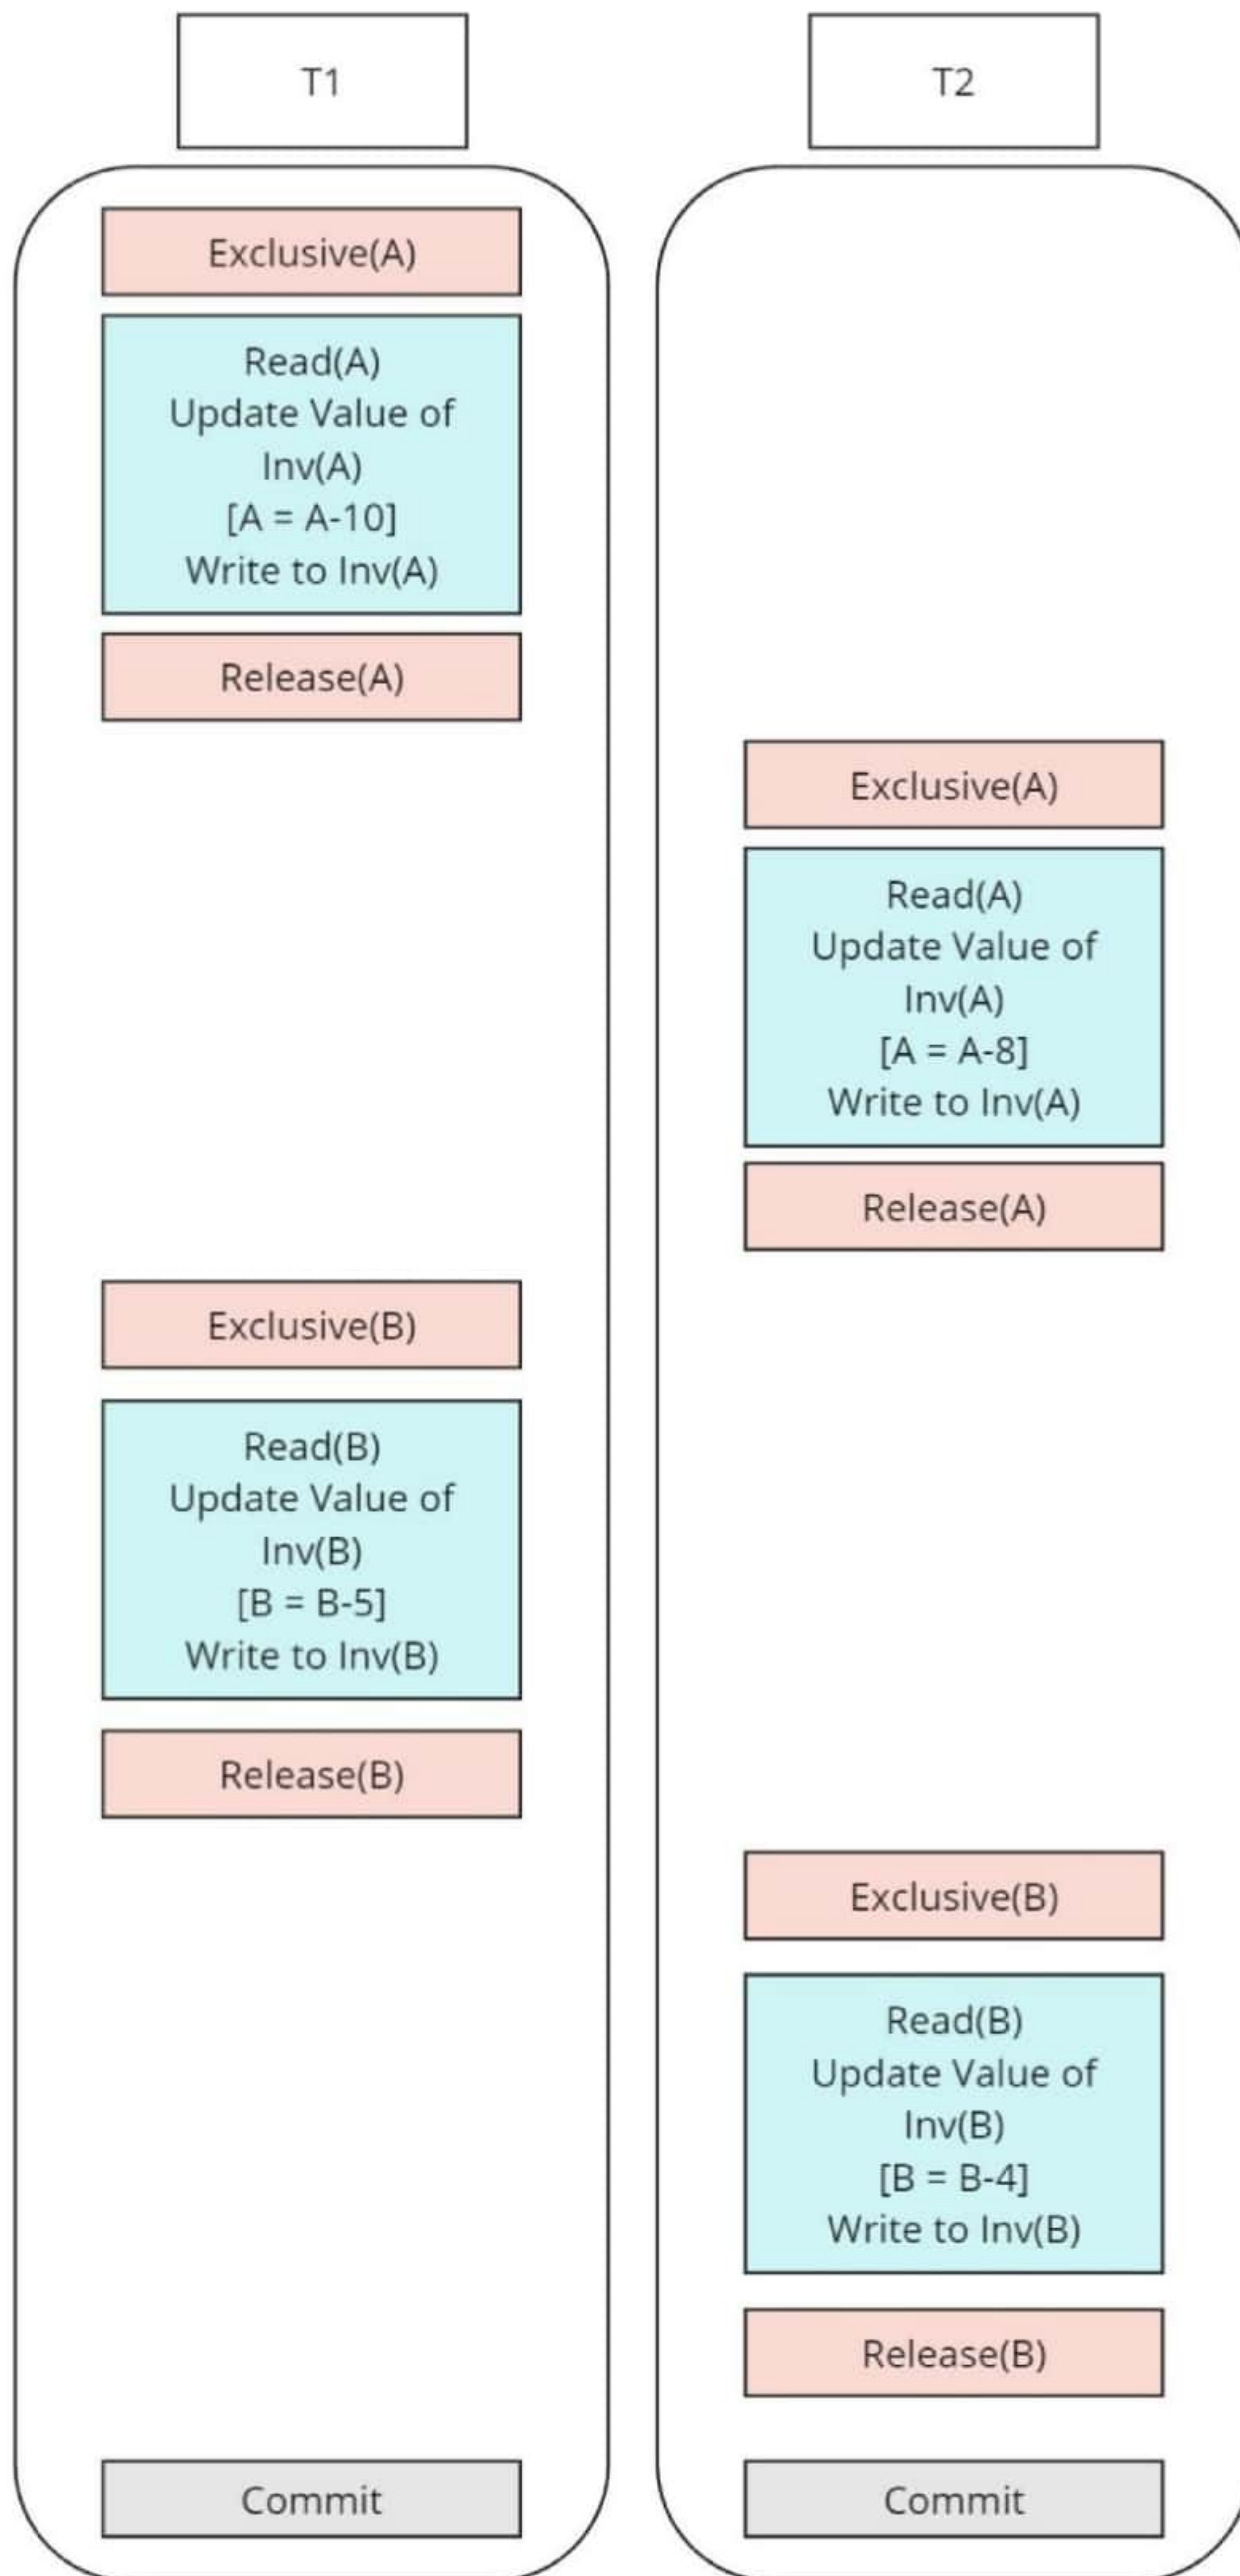 T1
T2
Exclusive(A)
Read(A)
Update Value of
Inv(A)
[A = A-10]
Write to Inv(A)
Release(A)
Exclusive(A)
Read(A)
Update Value of
Inv(A)
[A = A-8]
Write to Inv(A)
Release(A)
Exclusive(B)
Read(B)
Update Value of
Inv(B)
[B = B-5]
Write to Inv(B)
Release(B)
Exclusive(B)
Read(B)
Update Value of
Inv(B)
[B = B-4]
Write to Inv(B)
Release(B)
Commit
Commit